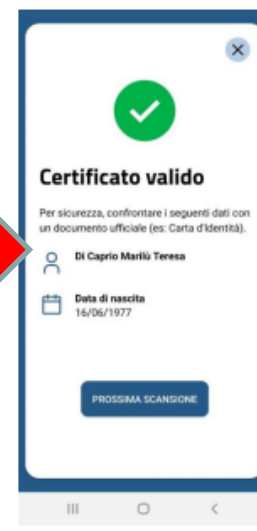 Certificato valido
Per sicurezza, confrontare i seguenti dati con
un documento ufficiale (es: Carta d'Identità).
Di Caprio Marilù Teresa
Data di nascita
16/06/1977
PROSSIMA SCANSIONE